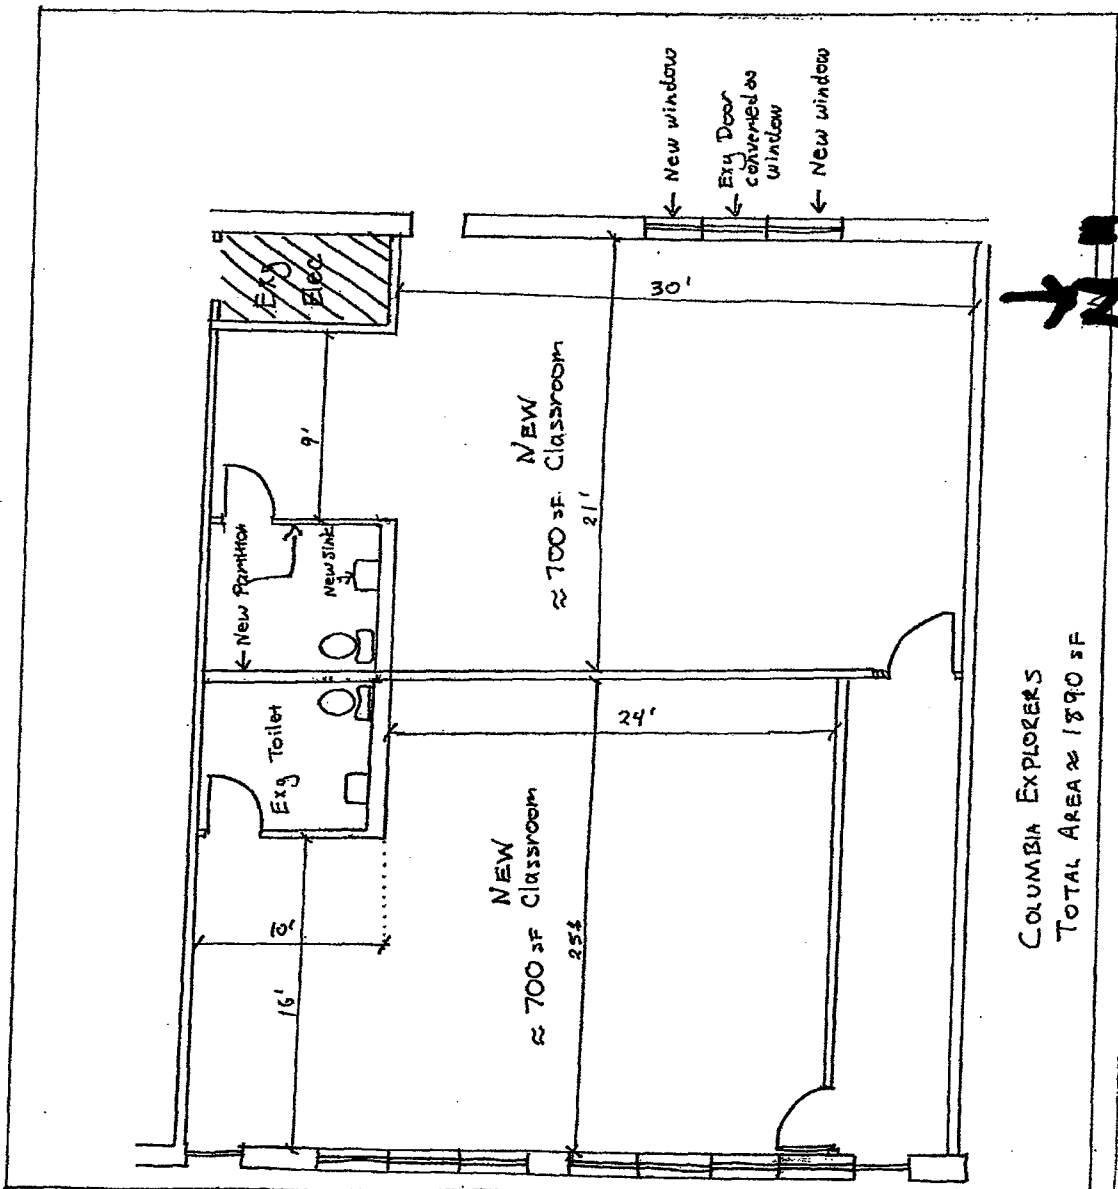 ← New window
← Exg Door
converted as
window
← New window
Exg
Elec
30'
9'
NEW
≈ 700 SF Classroom
21'
← New Partition
New sink
Exg Toilet
24'
NEW
≈ 700 SF Classroom
10'
16'
COLUMBIA EXPLORERS
TOTAL AREA ≈ 1890 SF
N